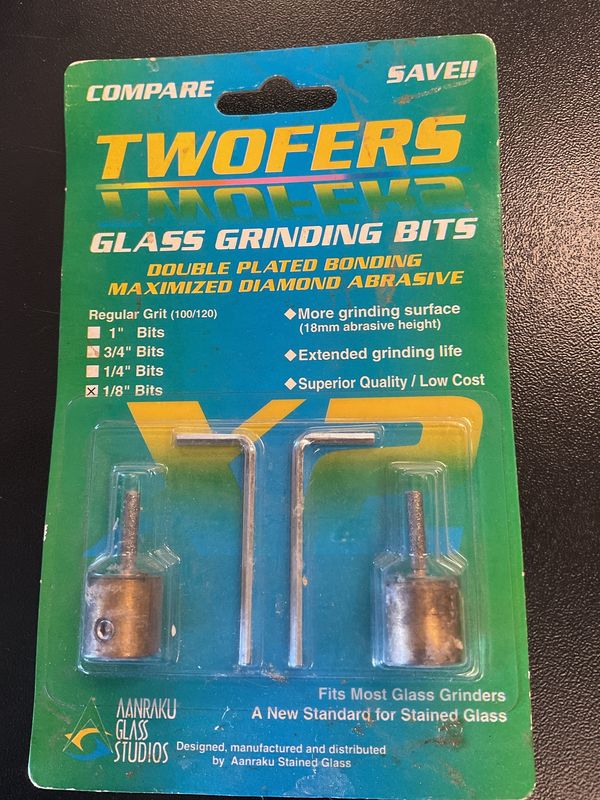 COMPARE
SAVE!!
TWOFERS
GLASS GRINDING BITS
DOUBLE PLATED BONDING
MAXIMIZED DIAMOND ABRASIVE
Regular Grit (100/120)
1" Bits
3/4" Bits
1/4" Bits
1/8" Bits
◆More grinding surface
(18mm abrasive height)
◆Extended grinding life
◆Superior Quality / Low Cost
X2
Fits Most Glass Grinders
A New Standard for Stained Glass
AANRAKU
GLASS
STUDIOS
Designed, manufactured and distributed
by Aanraku Stained Glass